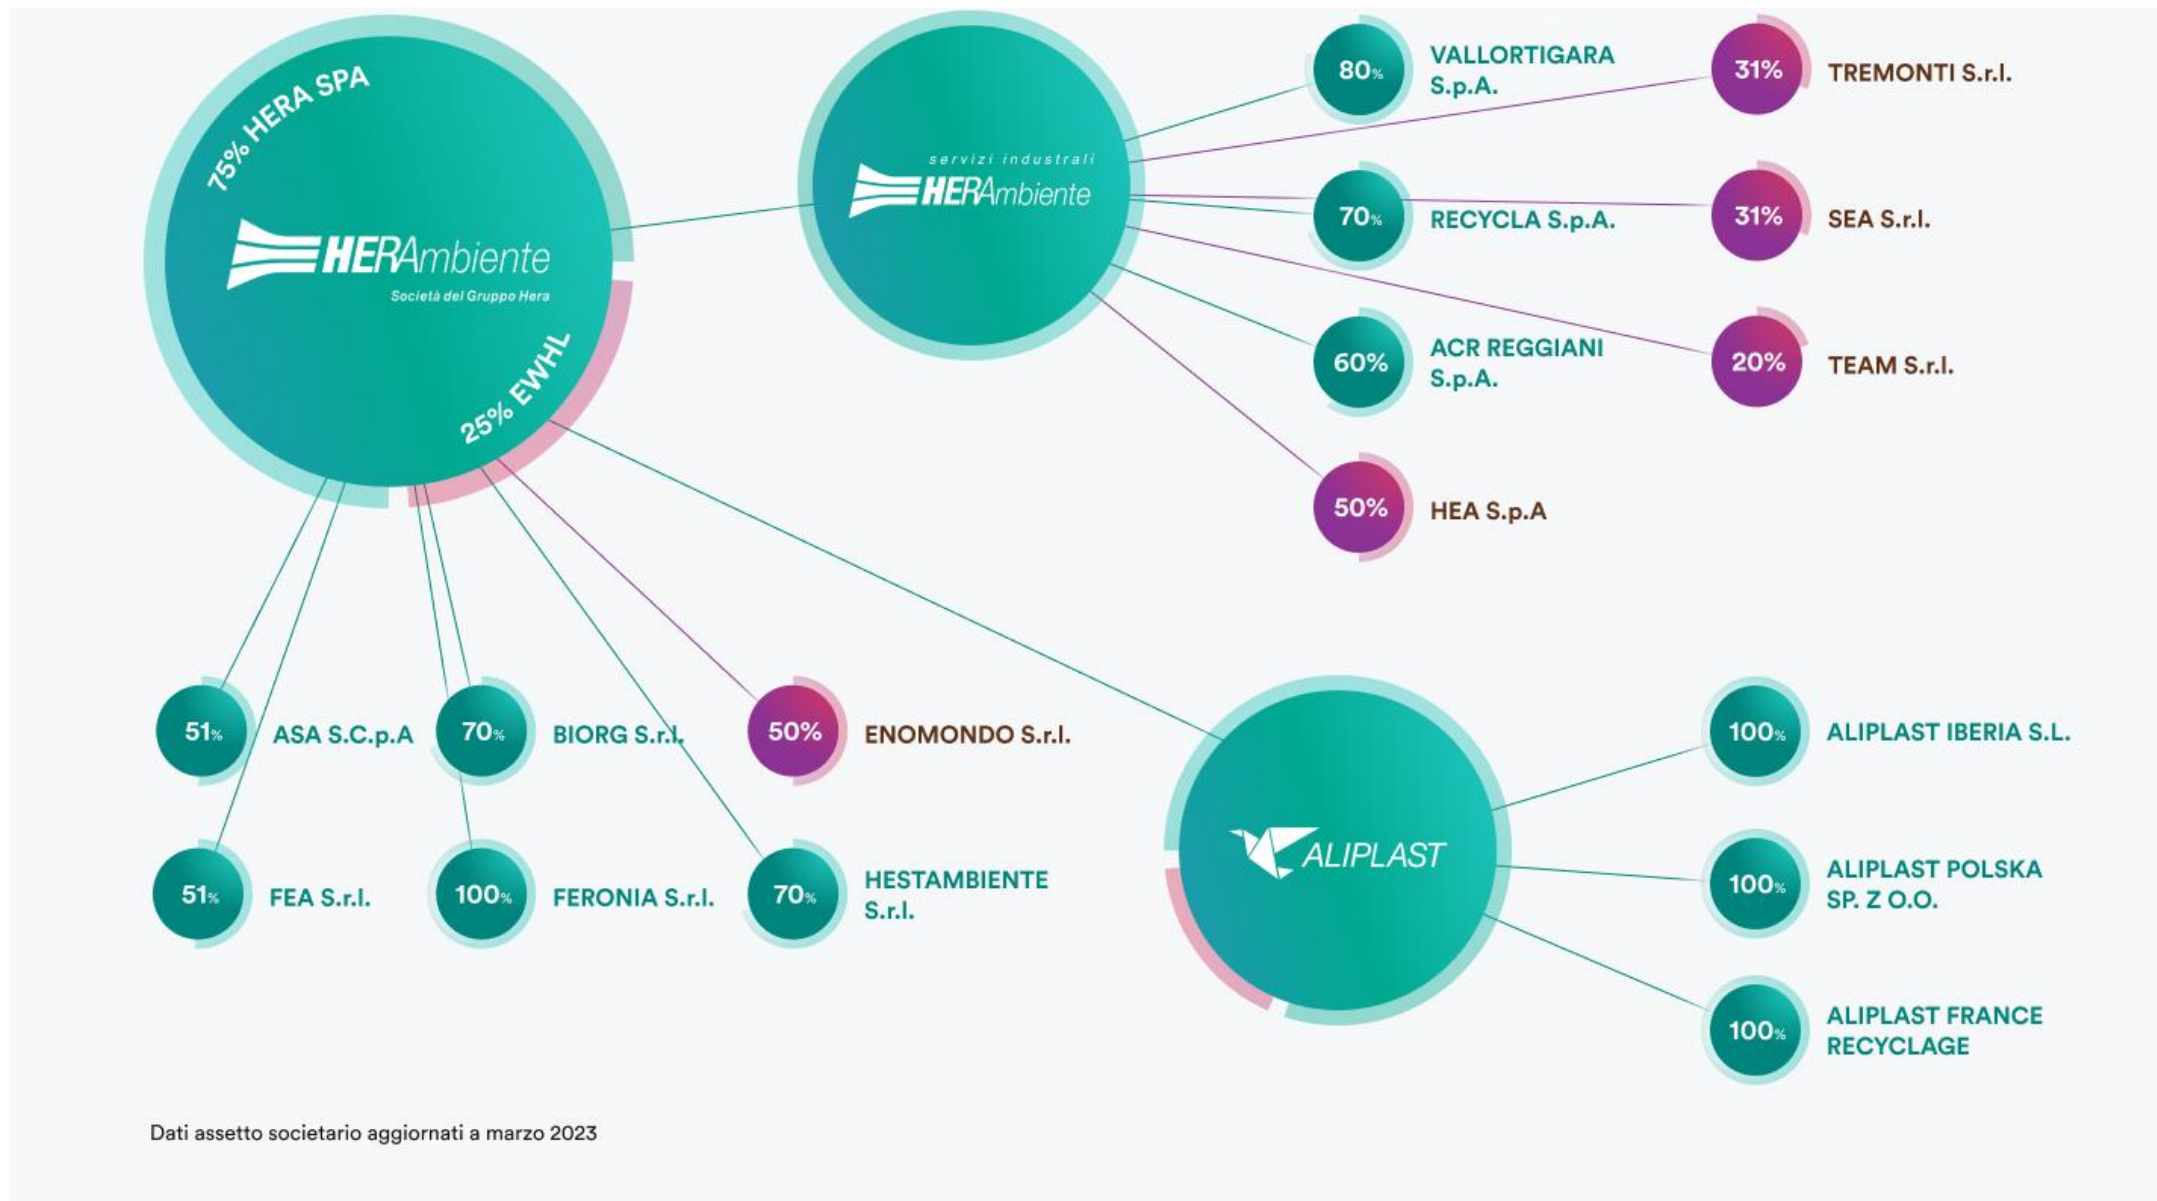 75% HERA SPA
HERAmbiente
Società del Gruppo Hera
25% EWHL
servizi industrali
HERAmbiente
80%
VALLORTIGARA
S.p.A.
31%
TREMONTI S.r.l.
70%
RECYCLA S.p.A.
31%
SEA S.r.l.
60%
ACR REGGIANI
S.p.A.
20%
TEAM S.r.l.
50%
HEA S.p.A
51%
ASA S.C.p.A
70%
BIORG S.r.l.
50%
ENOMONDO S.r.l.
51%
FEA S.r.l.
100%
FERONIA S.r.l.
70%
HESTAMBIENTE
S.r.l.
ALIPLAST
100%
ALIPLAST IBERIA S.L.
100%
ALIPLAST POLSKA
SP. Z O.O.
100%
ALIPLAST FRANCE
RECYCLAGE
Dati assetto societario aggiornati a marzo 2023